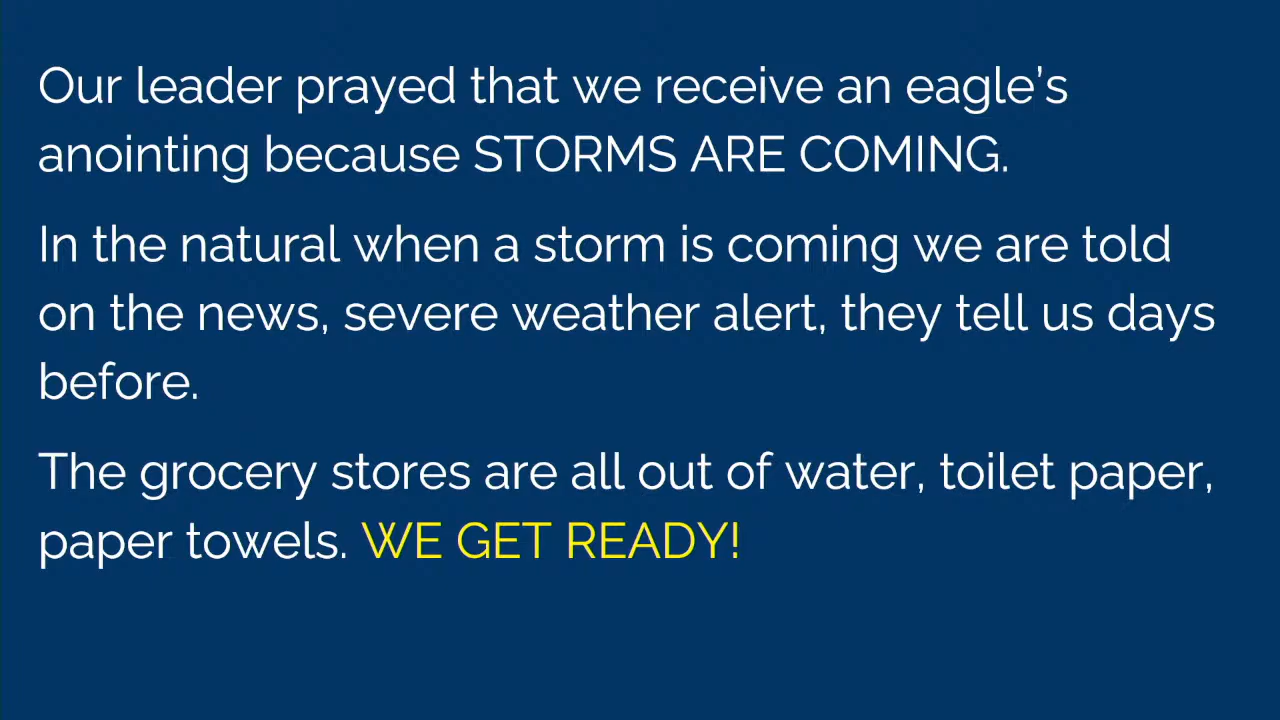 Our leader prayed that we receive an eagle’s
anointing because STORMS ARE COMING.
In the natural when a storm is coming we are told
on the news, severe weather alert, they tell us days
before.
The grocery stores are all out of water, toilet paper,
paper towels. WE GET READY!